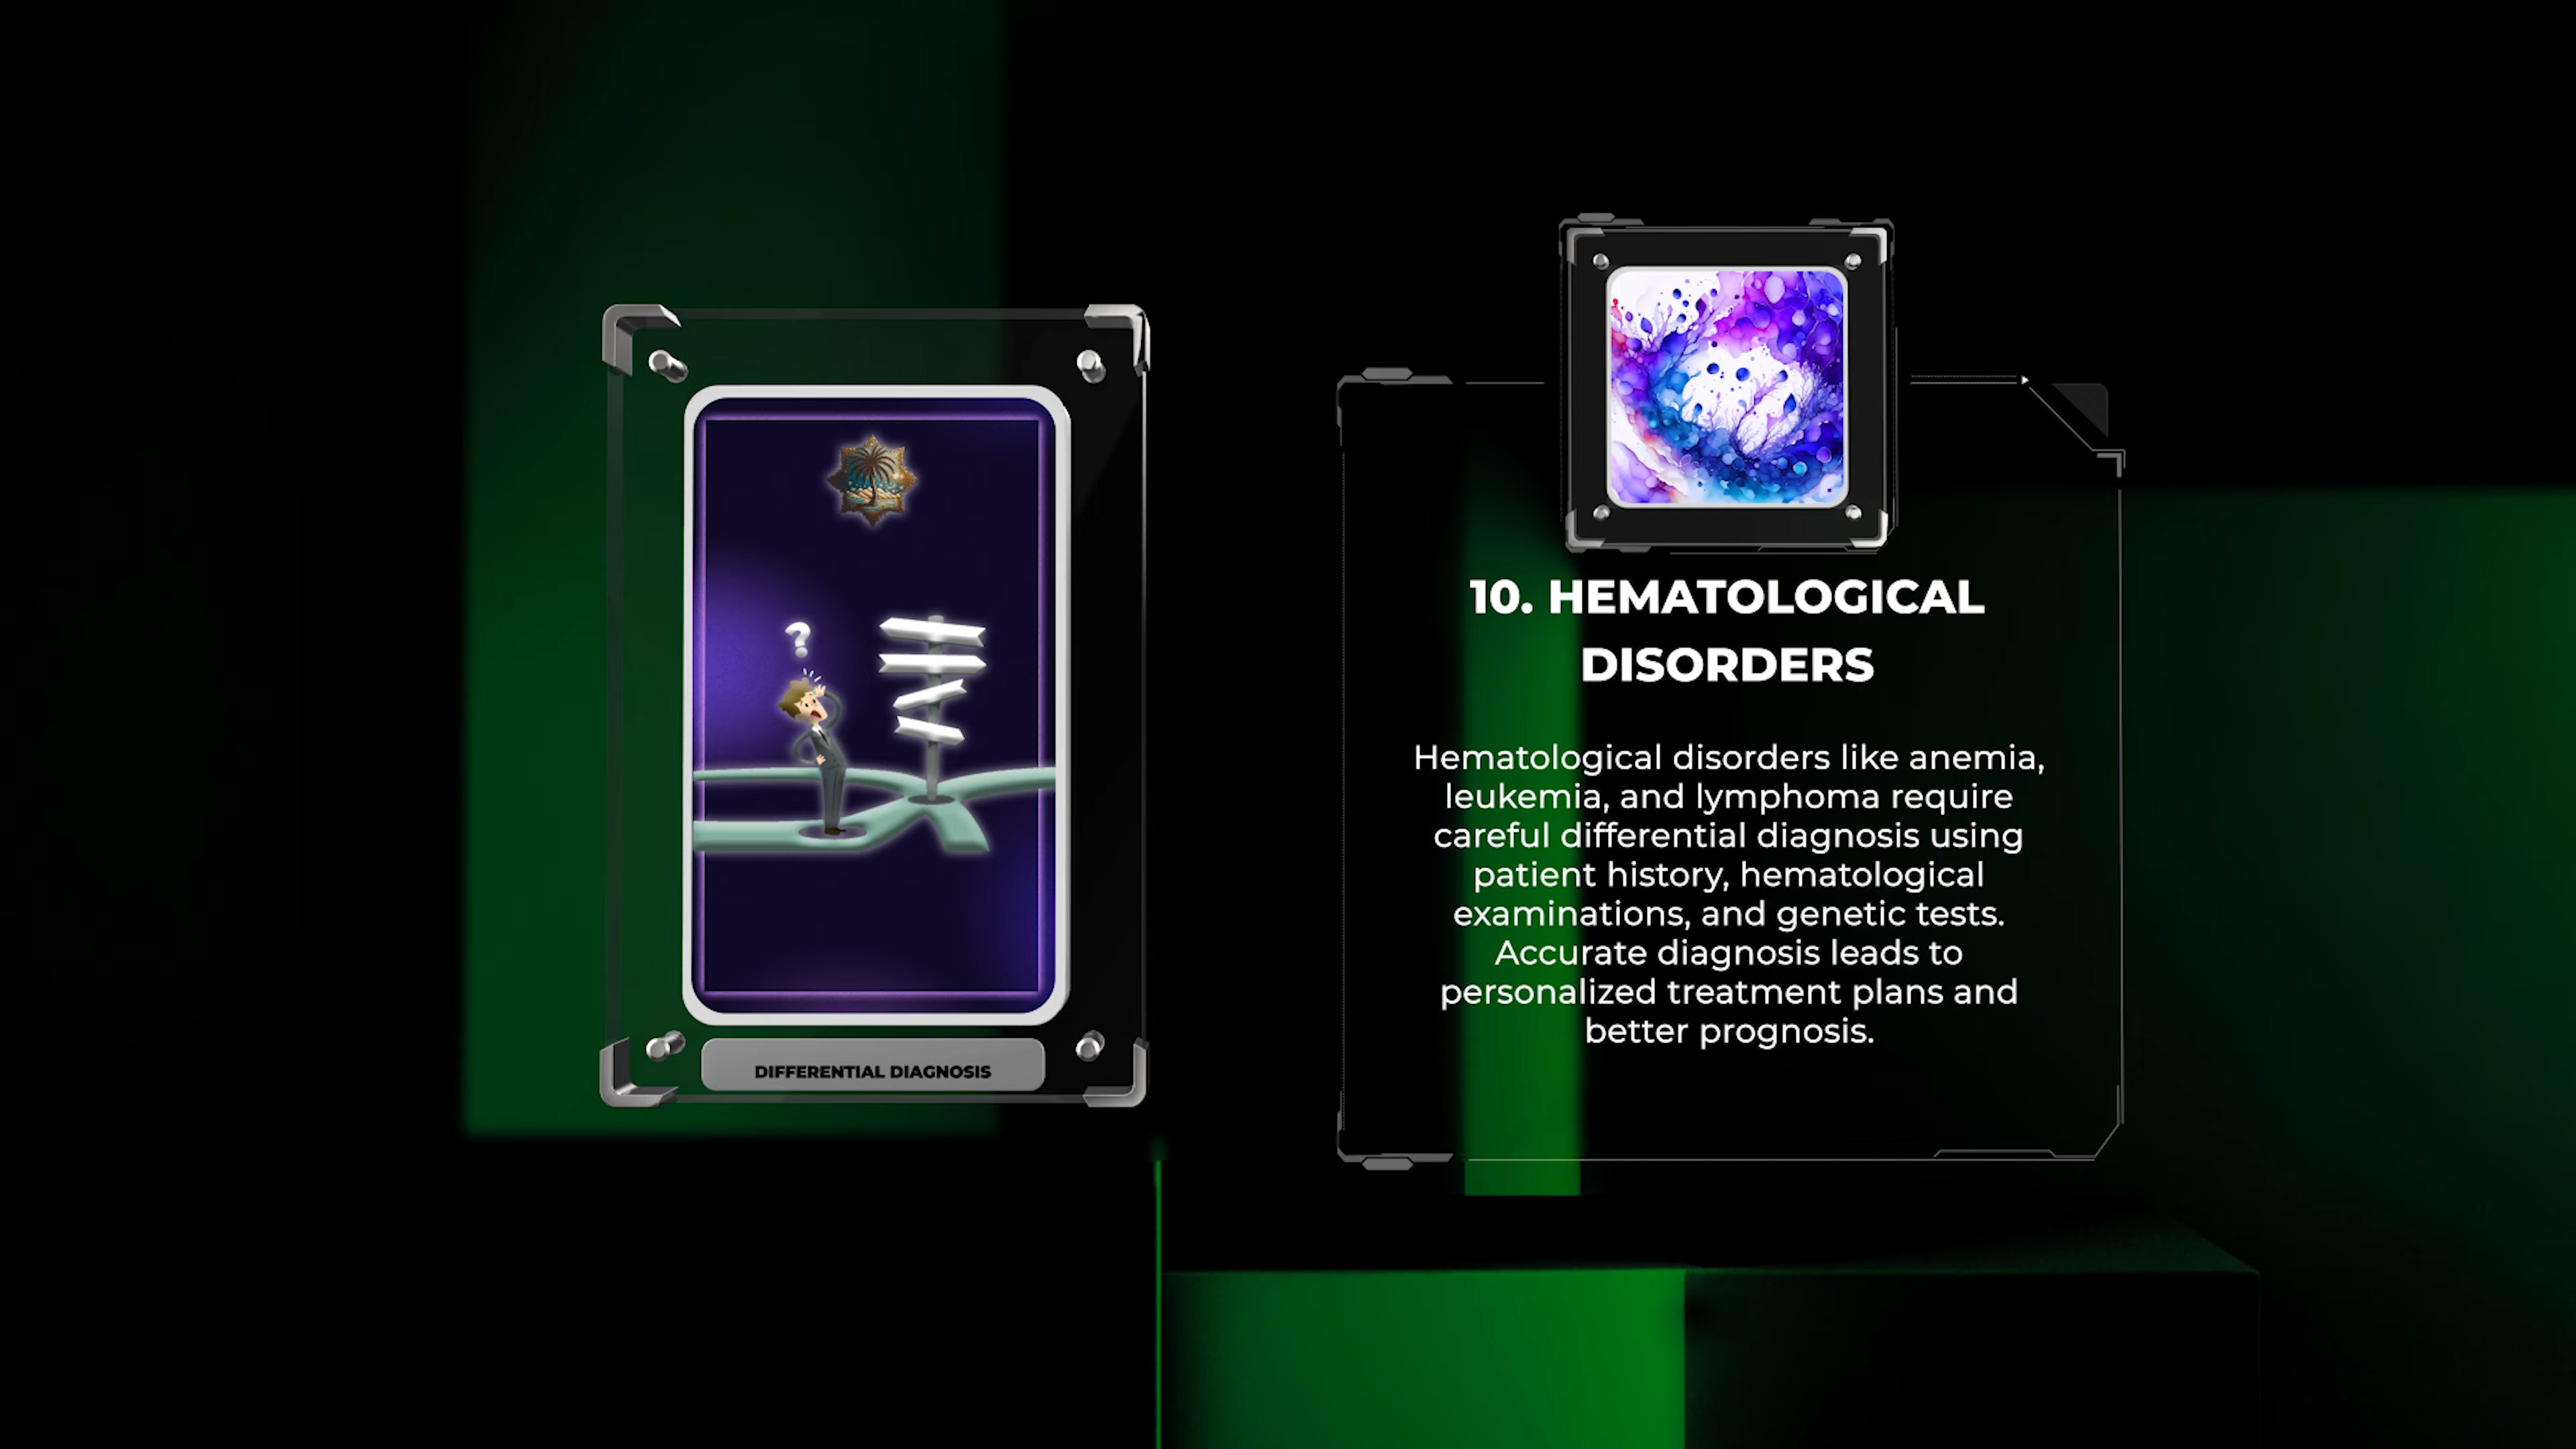 DIFFERENTIAL DIAGNOSIS
10. HEMATOLOGICAL
DISORDERS
Hematological disorders like anemia,
leukemia, and lymphoma require
careful differential diagnosis using
patient history, hematological
examinations, and genetic tests.
Accurate diagnosis leads to
personalized treatment plans and
better prognosis.